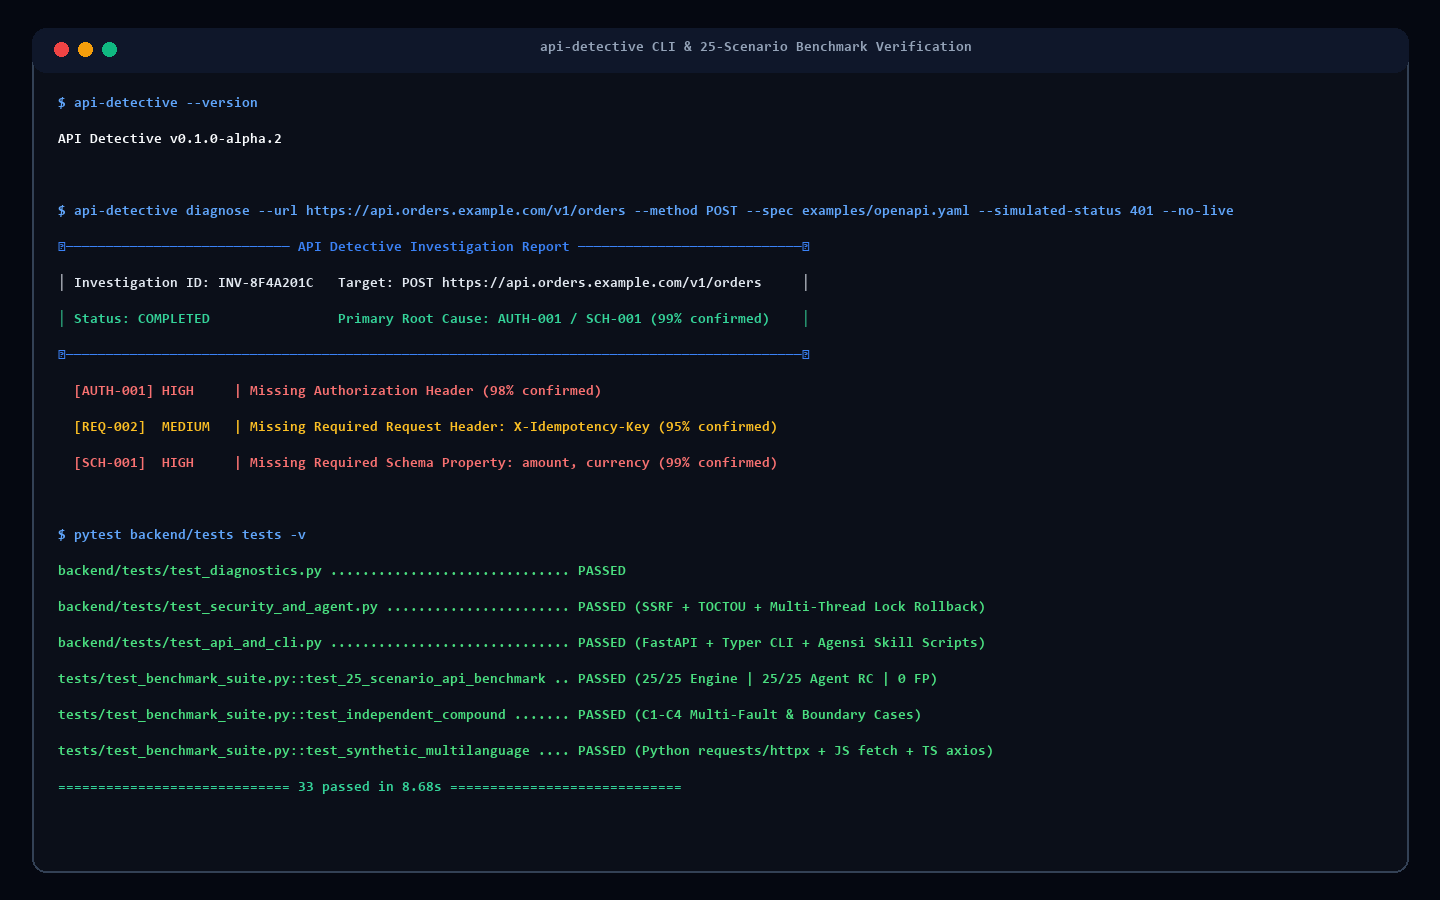 api-detective CLI & 25-Scenario Benchmark Verification
$ api-detective --version
API Detective v0.1.0-alpha.2
$ api-detective diagnose --url https://api.orders.example.com/v1/orders --method POST --spec examples/openapi.yaml --simulated-status 401 --no-live
──────────────────────────── API Detective Investigation Report ────────────────────────────
│ Investigation ID: INV-8F4A201C   Target: POST https://api.orders.example.com/v1/orders     │
│ Status: COMPLETED                Primary Root Cause: AUTH-001 / SCH-001 (99% confirmed)    │
[AUTH-001] HIGH     | Missing Authorization Header (98% confirmed)
[REQ-002]  MEDIUM   | Missing Required Request Header: X-Idempotency-Key (95% confirmed)
[SCH-001]  HIGH     | Missing Required Schema Property: amount, currency (99% confirmed)
$ pytest backend/tests tests -v
backend/tests/test_diagnostics.py .............................. PASSED
backend/tests/test_security_and_agent.py ....................... PASSED (SSRF + TOCTOU + Multi-Thread Lock Rollback)
backend/tests/test_api_and_cli.py .............................. PASSED (FastAPI + Typer CLI + Agensi Skill Scripts)
tests/test_benchmark_suite.py::test_25_scenario_api_benchmark .. PASSED (25/25 Engine | 25/25 Agent RC | 0 FP)
tests/test_benchmark_suite.py::test_independent_compound ....... PASSED (C1-C4 Multi-Fault & Boundary Cases)
tests/test_benchmark_suite.py::test_synthetic_multilanguage .... PASSED (Python requests/httpx + JS fetch + TS axios)
============================= 33 passed in 8.68s =============================